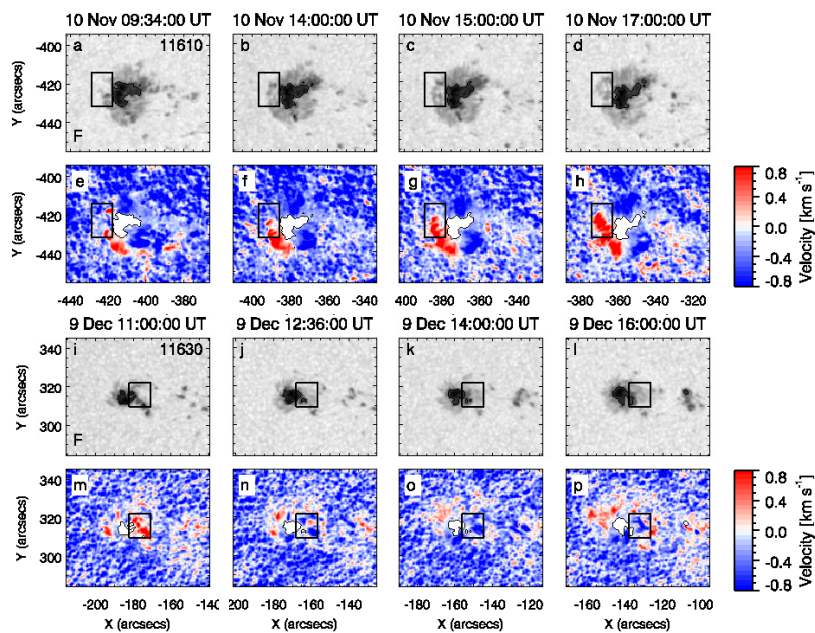 10 Nov 09:34:00 UT 10 Nov 14:00:00 UT 10 Nov 15:00:00 UT 10 Nov 17:00:00 UT
-400 a 11610 b c d
-420
-440 F
Y (arcsecs)
-400 e f g h 0.8
-420 0.4
0.0
-440 -0.4
-0.8
Y (arcsecs) Velocity [km s⁻¹]
-440 -420 -400 -380 -400 -380 -360 -340 400 -380 -360 -340 -380 -360 -340 -320
9 Dec 11:00:00 UT 9 Dec 12:36:00 UT 9 Dec 14:00:00 UT 9 Dec 16:00:00 UT
340 i 11630 j k l
320
300 F
Y (arcsecs)
340 m n o p 0.8
320 0.4
0.0
300 -0.4
-0.8
Y (arcsecs) Velocity [km s⁻¹]
-200 -180 -160 -14 200 -180 -160 -140 -180 -160 -140 -120 -160 -140 -120 -100
X (arcsecs) X (arcsecs) X (arcsecs) X (arcsecs)